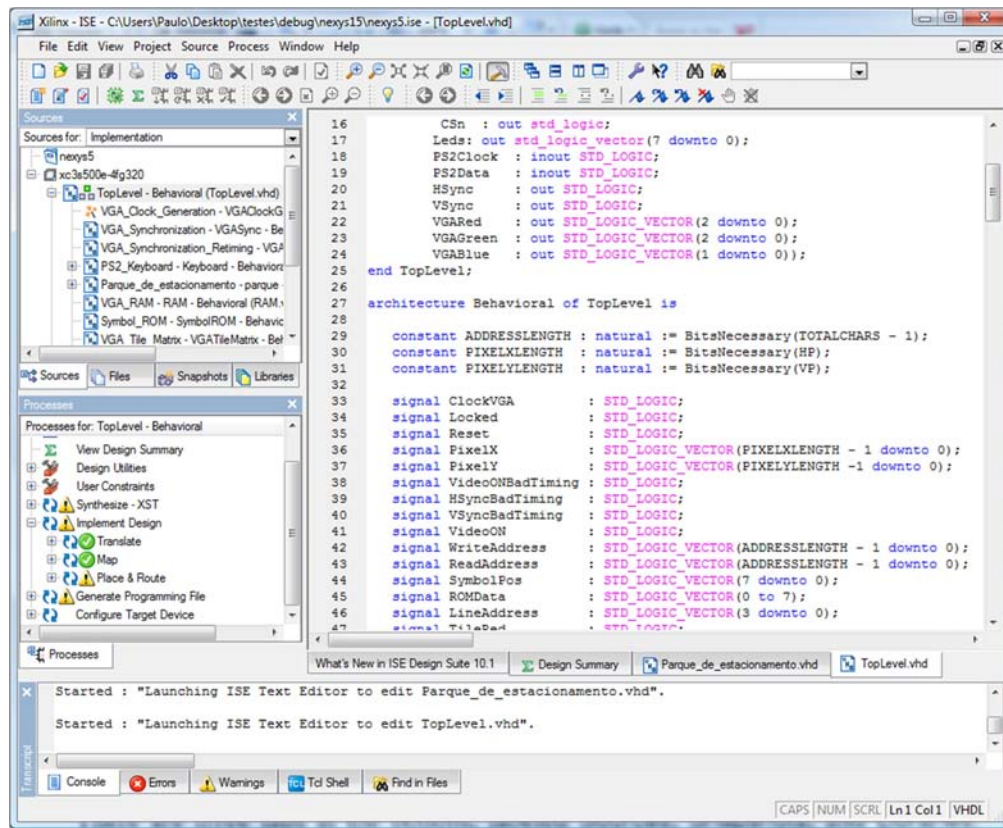 Xilinx - ISE - C:\Users\Paulo\Desktop\testes\debug\nexys15\nexys5.ise - [TopLevel.vhd]
File Edit View Project Source Process Window Help
Sources
Sources for: Implementation
nexys5
xc3s500e-4fg320
TopLevel - Behavioral (TopLevel.vhd)
VGA_Clock_Generation - VGAClockG
VGA_Synchronization - VGASync - Be
VGA_Synchronization_Retiming - VGA
PS2_Keyboard - Keyboard - Behaviora
Parque_de_estacionamento - parque
VGA_RAM - RAM - Behavioral (RAM.v
Symbol_ROM - SymbolROM - Behavic
VGA_Tile_Matrix - VGATileMatrix - Beh
Sources Files Snapshots Libraries
Processes
Processes for: TopLevel - Behavioral
View Design Summary
Design Utilities
User Constraints
Synthesize - XST
Implement Design
Translate
Map
Place & Route
Generate Programming File
Configure Target Device
Processes
16 CSn : out std_logic;
17 Leds: out std_logic_vector(7 downto 0);
18 PS2Clock : inout STD_LOGIC;
19 PS2Data : inout STD_LOGIC;
20 HSync : out STD_LOGIC;
21 VSync : out STD_LOGIC;
22 VGARed : out STD_LOGIC_VECTOR(2 downto 0);
23 VGAGreen : out STD_LOGIC_VECTOR(2 downto 0);
24 VGABlue : out STD_LOGIC_VECTOR(1 downto 0));
25 end TopLevel;
26
27 architecture Behavioral of TopLevel is
28
29 constant ADDRESSLENGTH : natural := BitsNecessary(TOTALCHARS - 1);
30 constant PIXELXLENGTH : natural := BitsNecessary(HP);
31 constant PIXELYLENGTH : natural := BitsNecessary(VP);
32
33 signal ClockVGA : STD_LOGIC;
34 signal Locked : STD_LOGIC;
35 signal Reset : STD_LOGIC;
36 signal PixelX : STD_LOGIC_VECTOR(PIXELXLENGTH - 1 downto 0);
37 signal PixelY : STD_LOGIC_VECTOR(PIXELYLENGTH -1 downto 0);
38 signal VideoONBadTiming : STD_LOGIC;
39 signal HSyncBadTiming : STD_LOGIC;
40 signal VSyncBadTiming : STD_LOGIC;
41 signal VideoON : STD_LOGIC;
42 signal WriteAddress : STD_LOGIC_VECTOR(ADDRESSLENGTH - 1 downto 0);
43 signal ReadAddress : STD_LOGIC_VECTOR(ADDRESSLENGTH - 1 downto 0);
44 signal SymbolPos : STD_LOGIC_VECTOR(7 downto 0);
45 signal ROMData : STD_LOGIC_VECTOR(0 to 7);
46 signal LineAddress : STD_LOGIC_VECTOR(3 downto 0);
47 signal TileRed : STD_LOGIC;
What's New in ISE Design Suite 10.1 Design Summary Parque_de_estacionamento.vhd TopLevel.vhd
Started : "Launching ISE Text Editor to edit Parque_de_estacionamento.vhd".
Started : "Launching ISE Text Editor to edit TopLevel.vhd".
Transcript
Console Errors Warnings TCL Tcl Shell Find in Files
CAPS NUM SCRL Ln 1 Col 1 VHDL